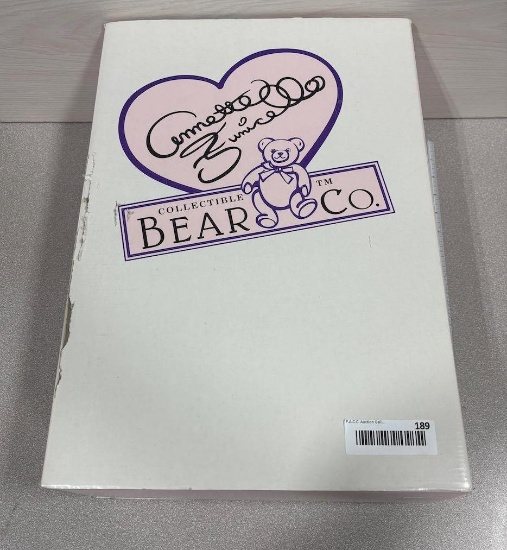 Annette
Funicello
COLLECTIBLE TM
BEAR CO.
189